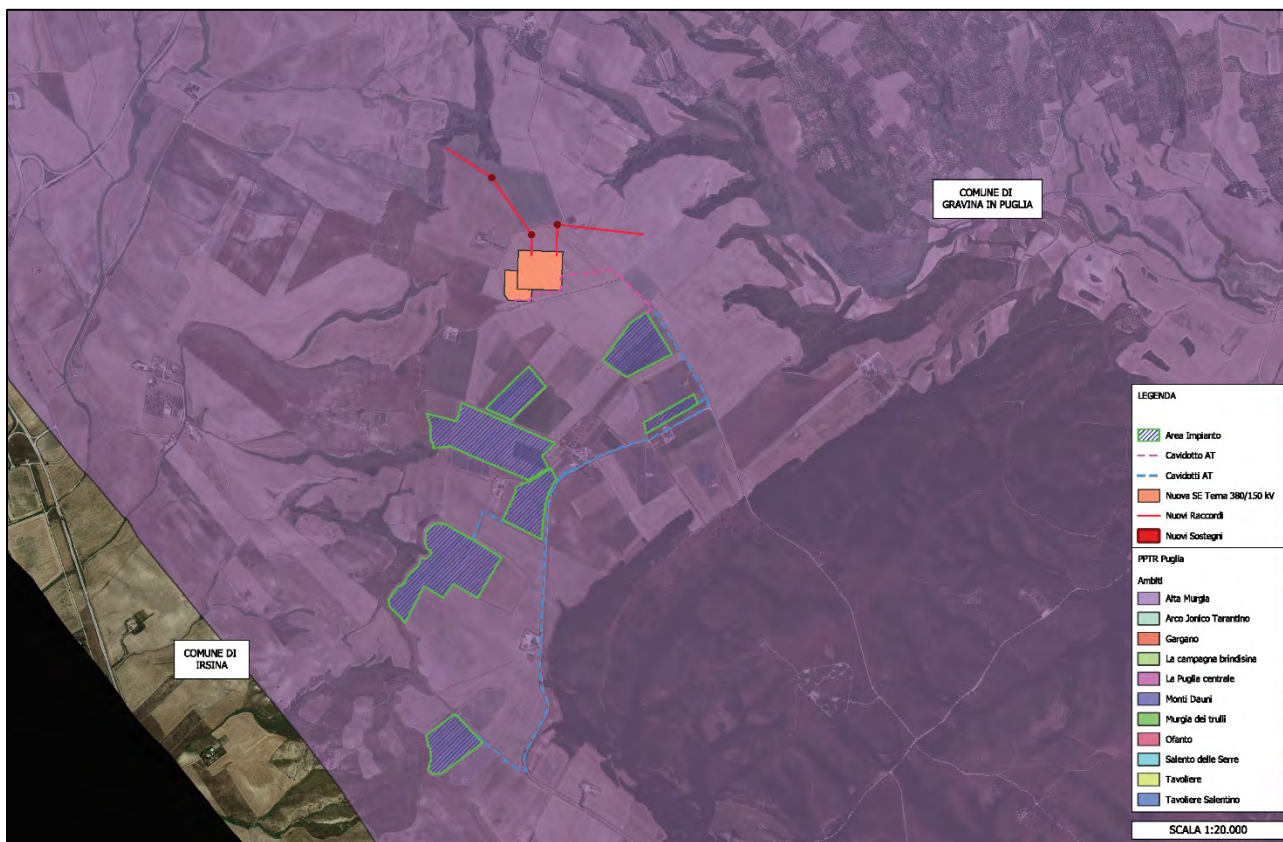 COMUNE DI
GRAVINA IN PUGLIA
COMUNE DI
IRSINA
LEGENDA
Area Impianto
Cavidotto AT
Cavidotti AT
Nuova SE Terna 380/150 kV
Nuovi Raccordi
Nuovi Sostegni
PPTR Puglia
Ambiti
Alta Murgia
Arco Jonico Tarantino
Gargano
La campagna brindisina
La Puglia centrale
Monti Dauni
Murgia dei trulli
Ofanto
Salento delle Serre
Tavoliere
Tavoliere Salentino
SCALA 1:20.000